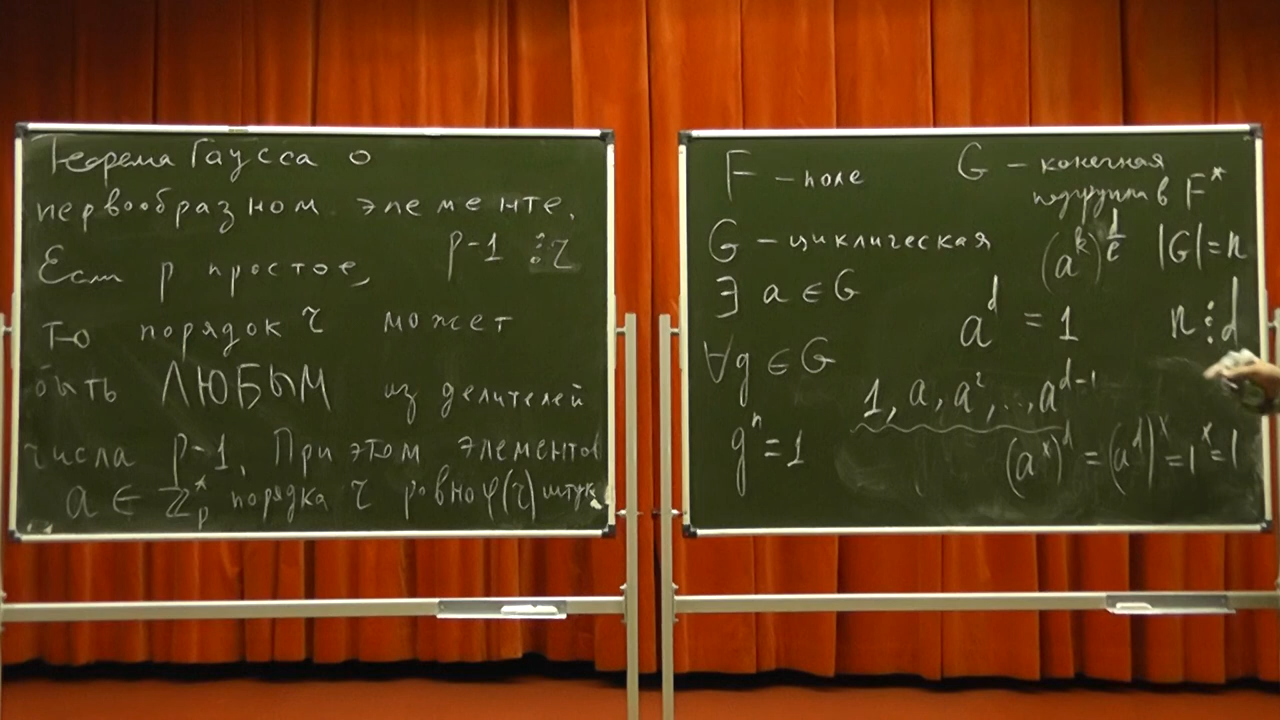 Теорема Гаусса о
первообразном элементе.
Если p простое, p-1 ⋮ r
то порядок r может
быть ЛЮБЫМ из делителей
числа p-1. При этом элементов
a ∈ ℤ*_p порядка r ровно φ(r) штук
F – поле
G – конечная
подгруппа в F*
G – циклическая
(a^k)^{d/e} |G| = n
∃ a ∈ G
a^d = 1 n ⋮ d
∀g ∈ G
1, a, a², ..., a^{d-1}
g^n = 1
(a^x)^d = (a^d)^x = 1^x = 1